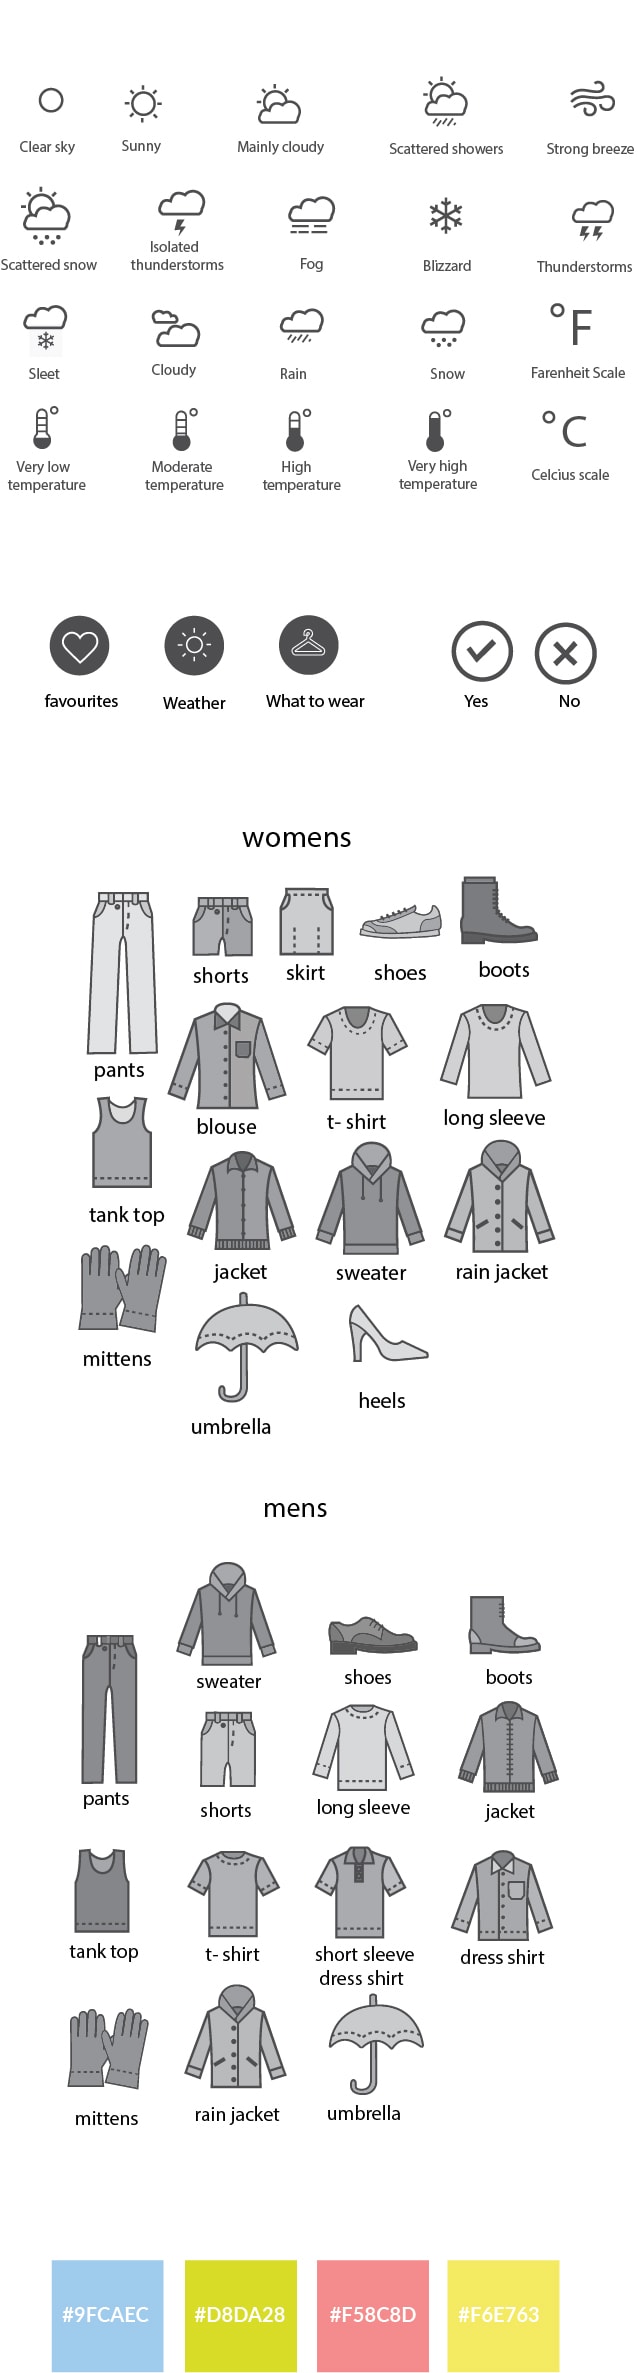 Clear sky
Sunny
Mainly cloudy
Scattered showers
Strong breeze
Scattered snow
Isolated
thunderstorms
Fog
Blizzard
Thunderstorms
Sleet
Cloudy
Rain
Snow
°F
Farenheit Scale
Very low
temperature
Moderate
temperature
High
temperature
Very high
temperature
°C
Celcius scale
favourites
Weather
What to wear
Yes
No
womens
pants
shorts
skirt
shoes
boots
blouse
t- shirt
long sleeve
tank top
jacket
sweater
rain jacket
mittens
umbrella
heels
mens
pants
sweater
shoes
boots
shorts
long sleeve
jacket
tank top
t- shirt
short sleeve
dress shirt
dress shirt
mittens
rain jacket
umbrella
#9FCAEC
#D8DA28
#F58C8D
#F6E763